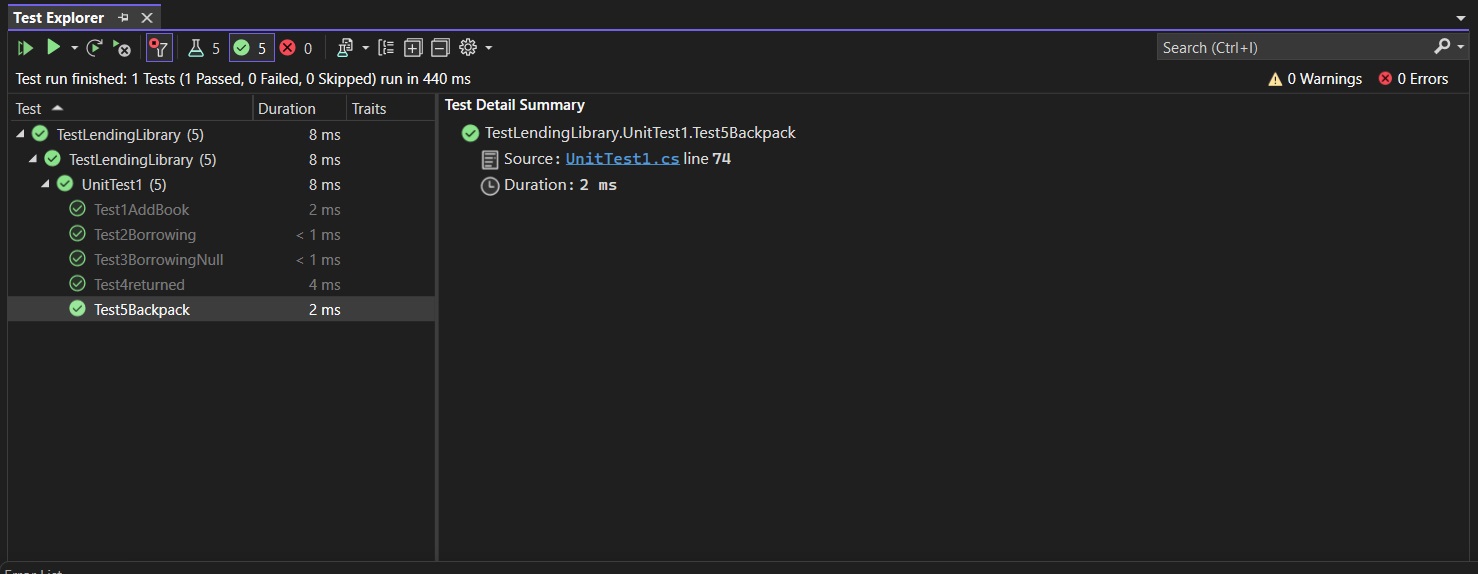 Test Explorer
5 5 0
Search (Ctrl+I)
Test run finished: 1 Tests (1 Passed, 0 Failed, 0 Skipped) run in 440 ms
0 Warnings 0 Errors
Test Duration Traits
TestLendingLibrary (5) 8 ms
TestLendingLibrary (5) 8 ms
UnitTest1 (5) 8 ms
Test1AddBook 2 ms
Test2Borrowing < 1 ms
Test3BorrowingNull < 1 ms
Test4returned 4 ms
Test5Backpack 2 ms
Test Detail Summary
TestLendingLibrary.UnitTest1.Test5Backpack
Source: UnitTest1.cs line 74
Duration: 2 ms
Error List